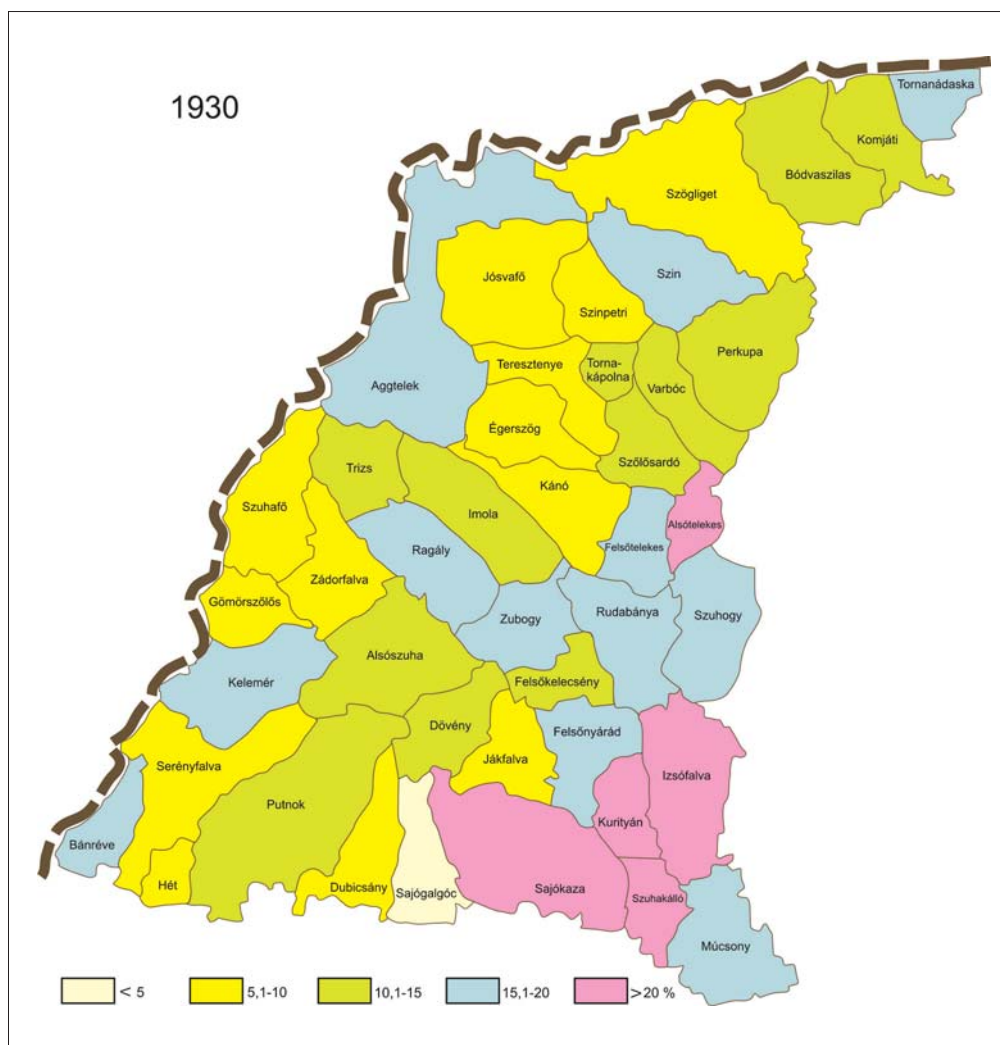 1930
Tornanádaska
Komjáti
Bódvaszilas
Szögliget
Szin
Jósvafő
Szinpetri
Perkupa
Teresztenye
Torna-
kápolna
Varbóc
Aggtelek
Égerszög
Szőlősardó
Trizs
Kánó
Szuhafő
Imola
Alsótelekes
Ragály
Felsőtelekes
Zádorfalva
Gömörszőlős
Zubogy
Rudabánya
Szuhogy
Alsószuha
Kelemér
Felsőkelecsény
Dövény
Felsőnyárád
Jákfalva
Serényfalva
Izsófalva
Putnok
Kurityán
Bánréve
Hét
Dubicsány
Sajógalgóc
Sajókaza
Szuhakálló
Múcsony
< 5
5,1-10
10,1-15
15,1-20
>20 %